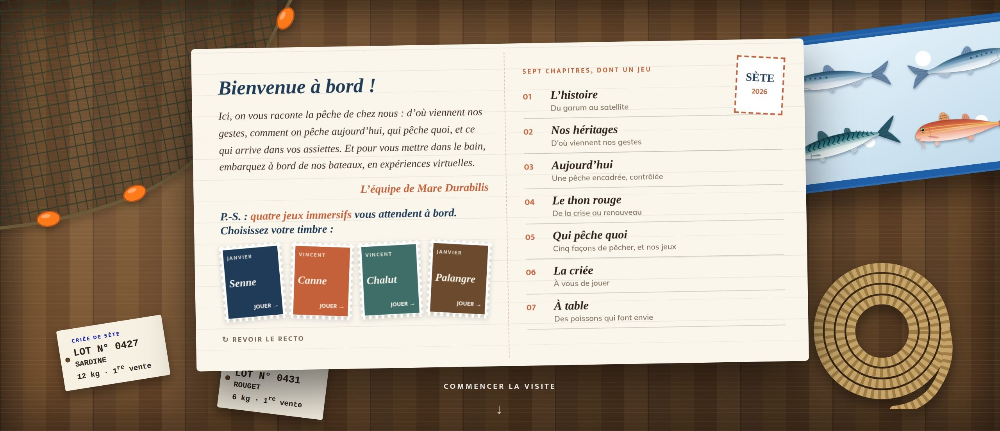 Bienvenue à bord !
Ici, on vous raconte la pêche de chez nous : d’où viennent nos
gestes, comment on pêche aujourd’hui, qui pêche quoi, et ce
qui arrive dans vos assiettes. Et pour vous mettre dans le bain,
embarquez à bord de nos bateaux, en expériences virtuelles.
L’équipe de Mare Durabilis
P.-S. : quatre jeux immersifs vous attendent à bord.
Choisissez votre timbre :
JANVIER
Senne
JOUER →
VINCENT
Canne
JOUER →
VINCENT
Chalut
JOUER →
JANVIER
Palangre
JOUER →
↻ REVOIR LE RECTO
SEPT CHAPITRES, DONT UN JEU
SÈTE
2026
01 L’histoire
Du garum au satellite
02 Nos héritages
D’où viennent nos gestes
03 Aujourd’hui
Une pêche encadrée, contrôlée
04 Le thon rouge
De la crise au renouveau
05 Qui pêche quoi
Cinq façons de pêcher, et nos jeux
06 La criée
À vous de jouer
07 À table
Des poissons qui font envie
CRIÉE DE SÈTE
LOT N° 0427
SARDINE
12 kg · 1re vente
LOT N° 0431
ROUGET
6 kg · 1re vente
COMMENCER LA VISITE
↓